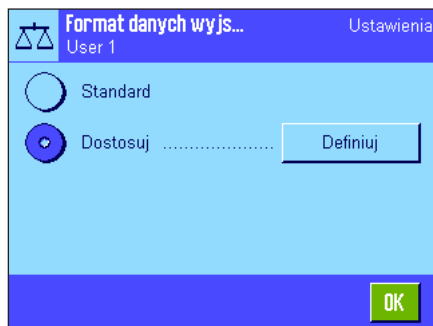 Format danych wyjs...
Ustawienia
User 1
Standard
Dostosuj ..................... Definiuj
OK